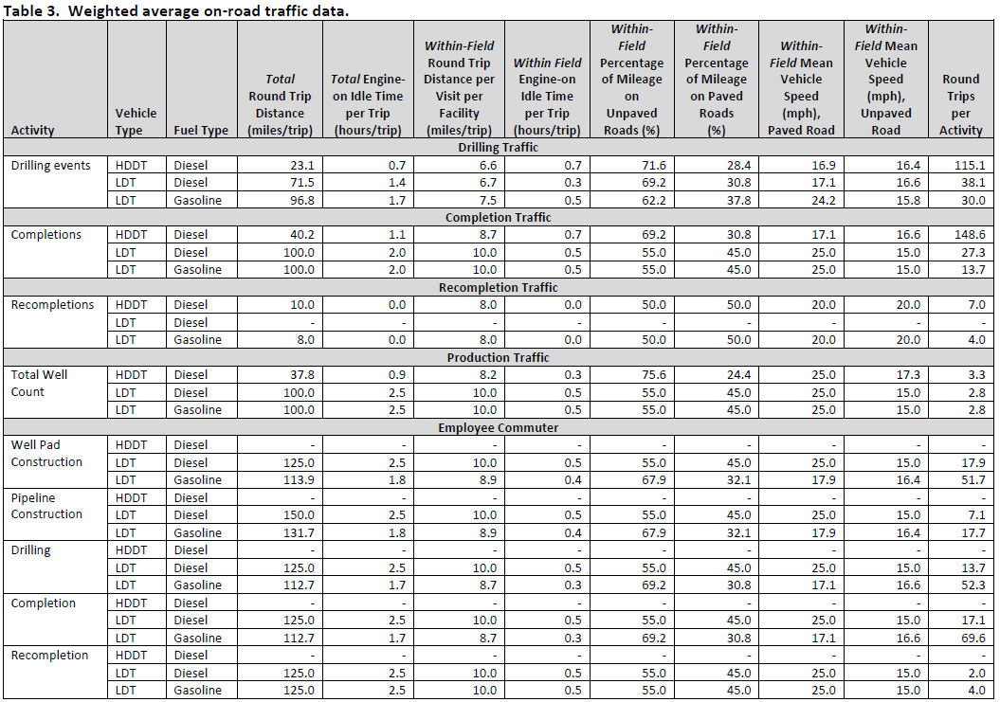 Table 3. Weighted average on-road traffic data.
Activity | Vehicle Type | Fuel Type | Total Round Trip Distance (miles/trip) | Total Engine-on Idle Time per Trip (hours/trip) | Within-Field Round Trip Distance per Visit per Facility (miles/trip) | Within Field Engine-on Idle Time per Trip (hours/trip) | Within-Field Percentage of Mileage on Unpaved Roads (%) | Within-Field Percentage of Mileage on Paved Roads (%) | Within-Field Mean Vehicle Speed (mph), Paved Road | Within-Field Mean Vehicle Speed (mph), Unpaved Road | Round Trips per Activity
Drilling Traffic
Drilling events HDDT Diesel 23.1 0.7 6.6 0.7 71.6 28.4 16.9 16.4 115.1
LDT Diesel 71.5 1.4 6.7 0.3 69.2 30.8 17.1 16.6 38.1
LDT Gasoline 96.8 1.7 7.5 0.5 62.2 37.8 24.2 15.8 30.0
Completion Traffic
Completions HDDT Diesel 40.2 1.1 8.7 0.7 69.2 30.8 17.1 16.6 148.6
LDT Diesel 100.0 2.0 10.0 0.5 55.0 45.0 25.0 15.0 27.3
LDT Gasoline 100.0 2.0 10.0 0.5 55.0 45.0 25.0 15.0 13.7
Recompletion Traffic
Recompletions HDDT Diesel 10.0 0.0 8.0 0.0 50.0 50.0 20.0 20.0 7.0
LDT Diesel - - - - - - - - -
LDT Gasoline 8.0 0.0 8.0 0.0 50.0 50.0 20.0 20.0 4.0
Production Traffic
Total Well Count HDDT Diesel 37.8 0.9 8.2 0.3 75.6 24.4 25.0 17.3 3.3
LDT Diesel 100.0 2.5 10.0 0.5 55.0 45.0 25.0 15.0 2.8
LDT Gasoline 100.0 2.5 10.0 0.5 55.0 45.0 25.0 15.0 2.8
Employee Commuter
Well Pad Construction HDDT Diesel - - - - - - - - -
LDT Diesel 125.0 2.5 10.0 0.5 55.0 45.0 25.0 15.0 17.9
LDT Gasoline 113.9 1.8 8.9 0.4 67.9 32.1 17.9 16.4 51.7
Pipeline Construction HDDT Diesel - - - - - - - - -
LDT Diesel 150.0 2.5 10.0 0.5 55.0 45.0 25.0 15.0 7.1
LDT Gasoline 131.7 1.8 8.9 0.4 67.9 32.1 17.9 16.4 17.7
Drilling HDDT Diesel - - - - - - - - -
LDT Diesel 125.0 2.5 10.0 0.5 55.0 45.0 25.0 15.0 13.7
LDT Gasoline 112.7 1.7 8.7 0.3 69.2 30.8 17.1 16.6 52.3
Completion HDDT Diesel - - - - - - - - -
LDT Diesel 125.0 2.5 10.0 0.5 55.0 45.0 25.0 15.0 17.1
LDT Gasoline 112.7 1.7 8.7 0.3 69.2 30.8 17.1 16.6 69.6
Recompletion HDDT Diesel - - - - - - - - -
LDT Diesel 125.0 2.5 10.0 0.5 55.0 45.0 25.0 15.0 2.0
LDT Gasoline 125.0 2.5 10.0 0.5 55.0 45.0 25.0 15.0 4.0